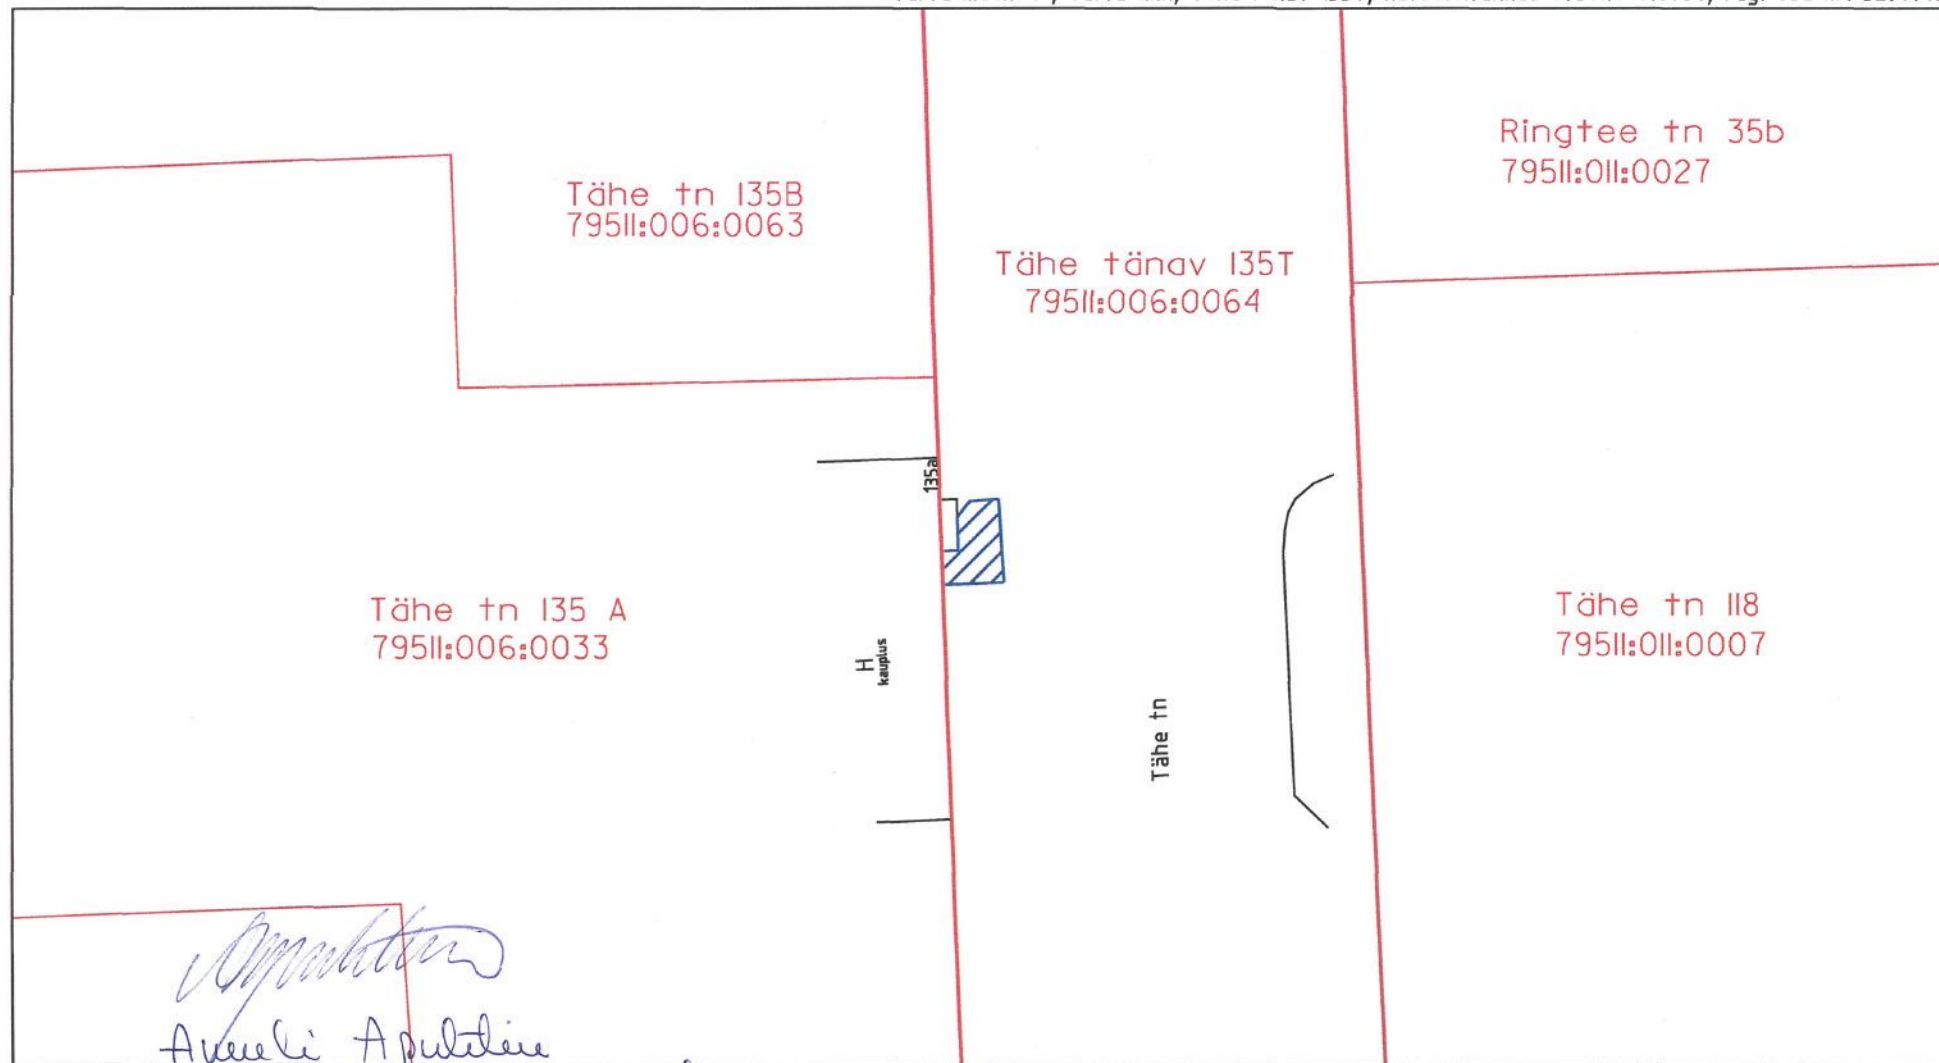 Ringtee tn 35b
79511:011:0027
Tähe tn 135B
79511:006:0063
Tähe tänav 135T
79511:006:0064
135a
Tähe tn 135 A
79511:006:0033
H
kauplus
Tähe tn 118
79511:011:0007
Tähe tn